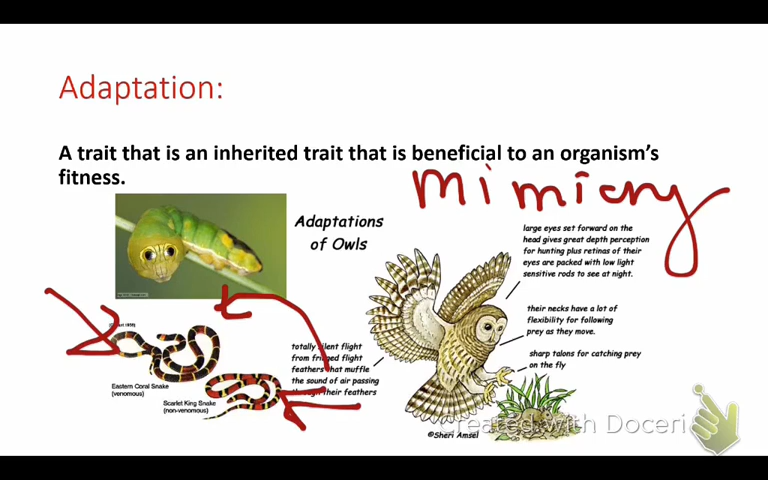 Adaptation:
A trait that is an inherited trait that is beneficial to an organism's
fitness.
mimicry
Adaptations
of Owls
large eyes set forward on the
head gives great depth perception
for hunting plus retinas of their
eyes are packed with low light
sensitive rods to see at night.
their necks have a lot of
flexibility for following
prey as they move.
sharp talons for catching prey
on the fly
totally silent flight
from fringed flight
feathers that muffle
the sound of air passing
through their feathers
Eastern Coral Snake
(venomous)
Scarlet King Snake
(non-venomous)
©Sheri Amsel
Created with Doceri